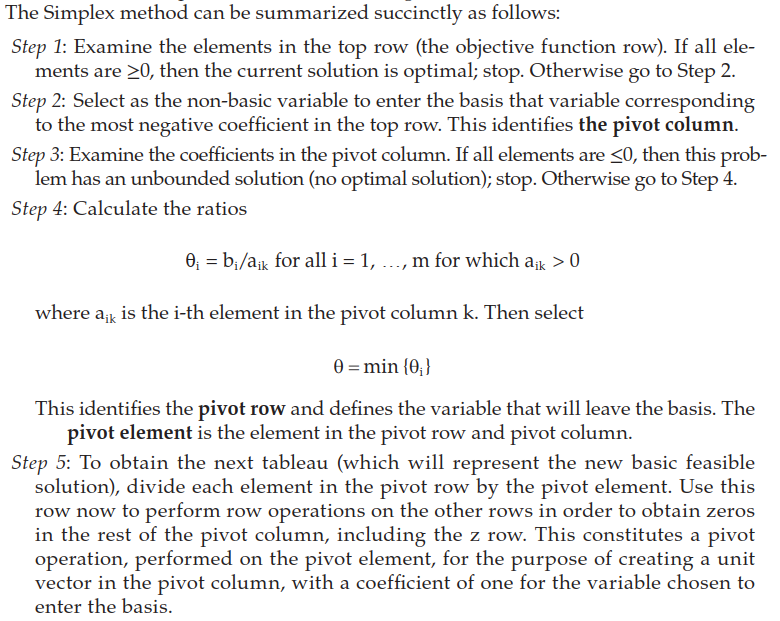 The Simplex method can be summarized succinctly as follows:
Step 1: Examine the elements in the top row (the objective function row). If all ele-
ments are ≥0, then the current solution is optimal; stop. Otherwise go to Step 2.
Step 2: Select as the non-basic variable to enter the basis that variable corresponding
to the most negative coefficient in the top row. This identifies the pivot column.
Step 3: Examine the coefficients in the pivot column. If all elements are ≤0, then this prob-
lem has an unbounded solution (no optimal solution); stop. Otherwise go to Step 4.
Step 4: Calculate the ratios
θi = bi/aik for all i = 1, …, m for which aik > 0
where aik is the i-th element in the pivot column k. Then select
θ = min {θi}
This identifies the pivot row and defines the variable that will leave the basis. The
pivot element is the element in the pivot row and pivot column.
Step 5: To obtain the next tableau (which will represent the new basic feasible
solution), divide each element in the pivot row by the pivot element. Use this
row now to perform row operations on the other rows in order to obtain zeros
in the rest of the pivot column, including the z row. This constitutes a pivot
operation, performed on the pivot element, for the purpose of creating a unit
vector in the pivot column, with a coefficient of one for the variable chosen to
enter the basis.